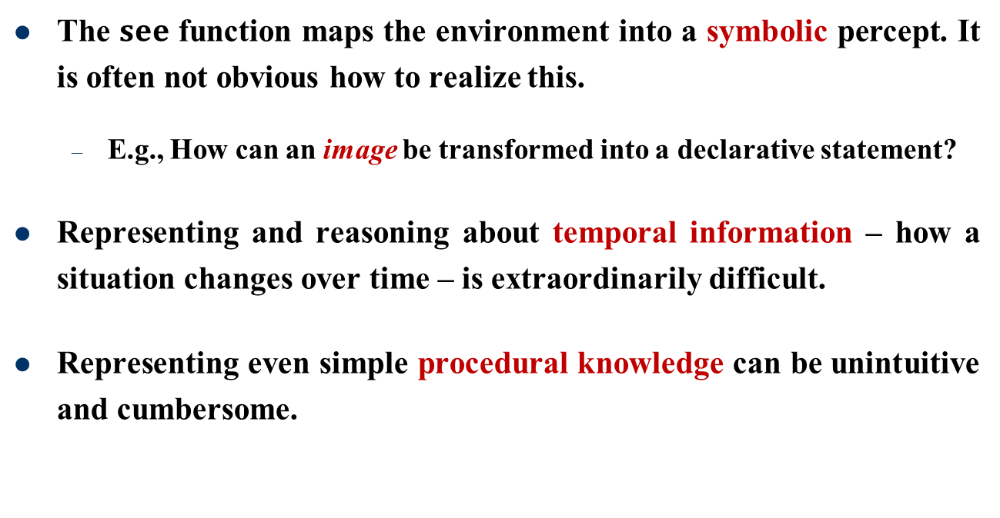 ● The see function maps the environment into a symbolic percept. It
is often not obvious how to realize this.
– E.g., How can an image be transformed into a declarative statement?
● Representing and reasoning about temporal information – how a
situation changes over time – is extraordinarily difficult.
● Representing even simple procedural knowledge can be unintuitive
and cumbersome.